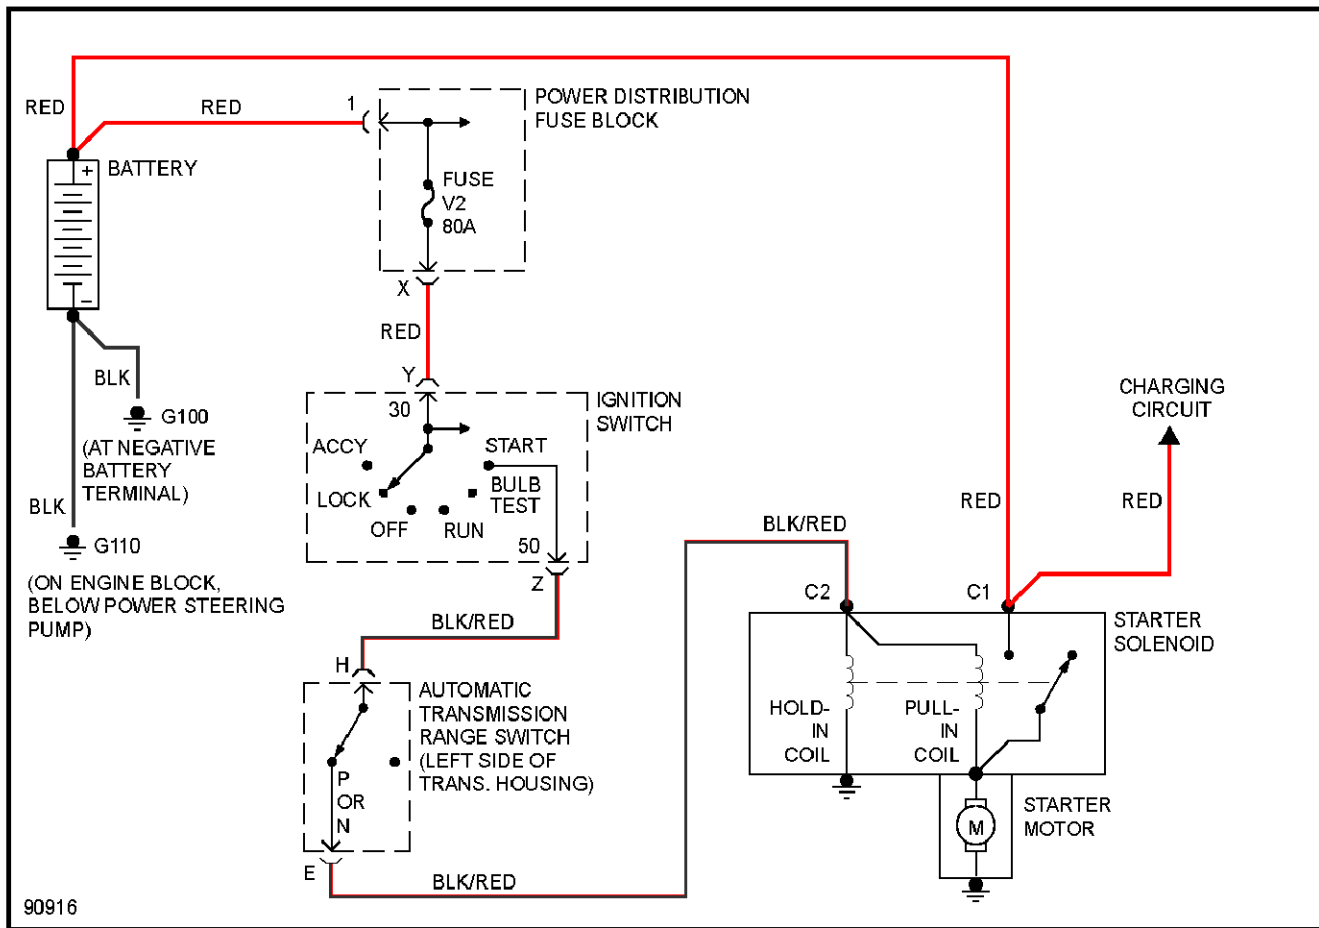 RED
RED
1
POWER DISTRIBUTION
FUSE BLOCK
+
BATTERY
FUSE
V2
80A
–
X
RED
BLK
G100
(AT NEGATIVE
BATTERY
TERMINAL)
BLK
G110
(ON ENGINE BLOCK,
BELOW POWER STEERING
PUMP)
Y
30
IGNITION
SWITCH
ACCY
START
LOCK
BULB
TEST
OFF
RUN
50
Z
BLK/RED
H
AUTOMATIC
TRANSMISSION
RANGE SWITCH
(LEFT SIDE OF
TRANS. HOUSING)
P
OR
N
E
BLK/RED
BLK/RED
RED
CHARGING
CIRCUIT
RED
C2
C1
STARTER
SOLENOID
HOLD-
IN
COIL
PULL-
IN
COIL
M
STARTER
MOTOR
90916